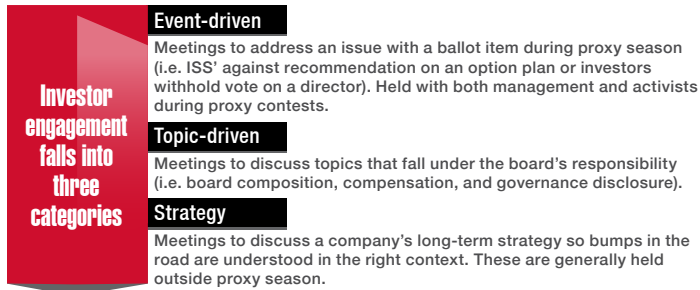 Investor
engagement
falls into
three
categories
Event-driven
Meetings to address an issue with a ballot item during proxy season
(i.e. ISS’ against recommendation on an option plan or investors
withhold vote on a director). Held with both management and activists
during proxy contests.
Topic-driven
Meetings to discuss topics that fall under the board’s responsibility
(i.e. board composition, compensation, and governance disclosure).
Strategy
Meetings to discuss a company’s long-term strategy so bumps in the
road are understood in the right context. These are generally held
outside proxy season.